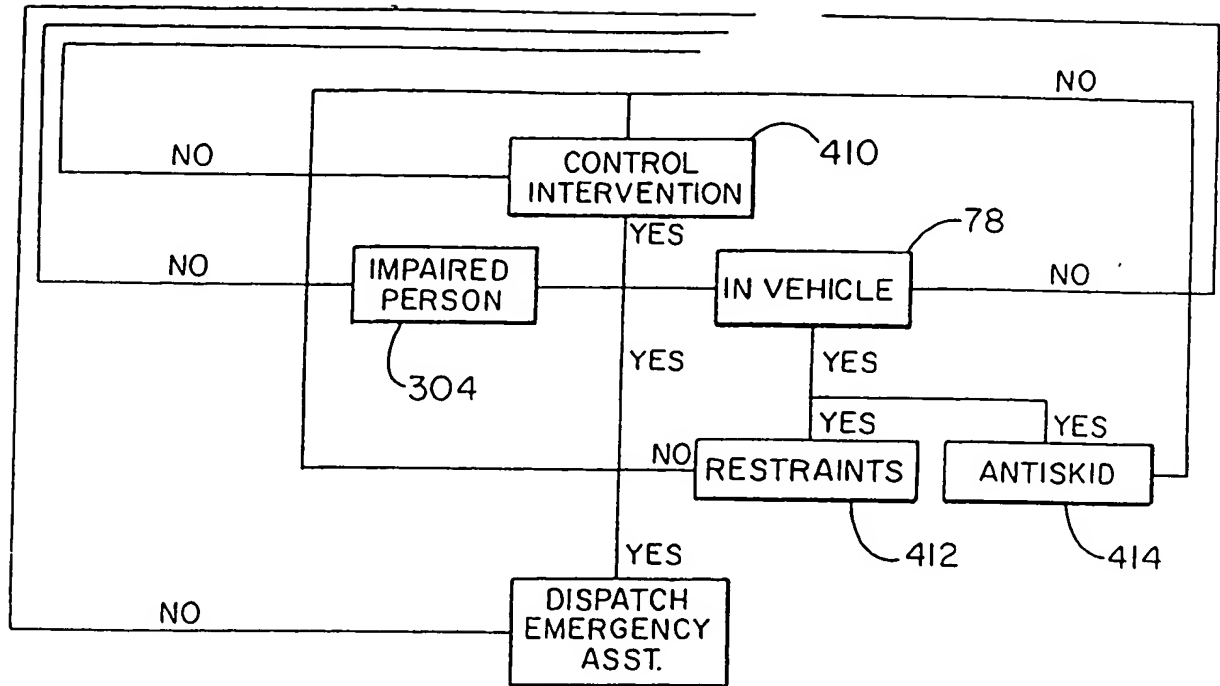 NO
NO
CONTROL
INTERVENTION
410
YES
78
NO
IMPAIRED
PERSON
IN VEHICLE
NO
304
YES
YES
YES
YES
NO
RESTRAINTS
ANTISKID
412
414
YES
NO
DISPATCH
EMERGENCY
ASST.